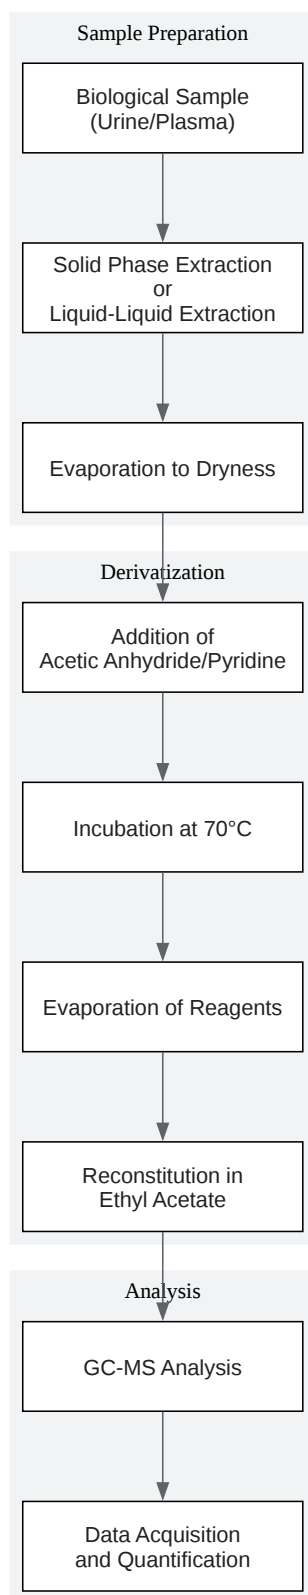 Sample Preparation
Biological Sample
(Urine/Plasma)
Solid Phase Extraction
or
Liquid-Liquid Extraction
Evaporation to Dryness
Derivatization
Addition of
Acetic Anhydride/Pyridine
Incubation at 70°C
Evaporation of Reagents
Reconstitution in
Ethyl Acetate
Analysis
GC-MS Analysis
Data Acquisition
and Quantification